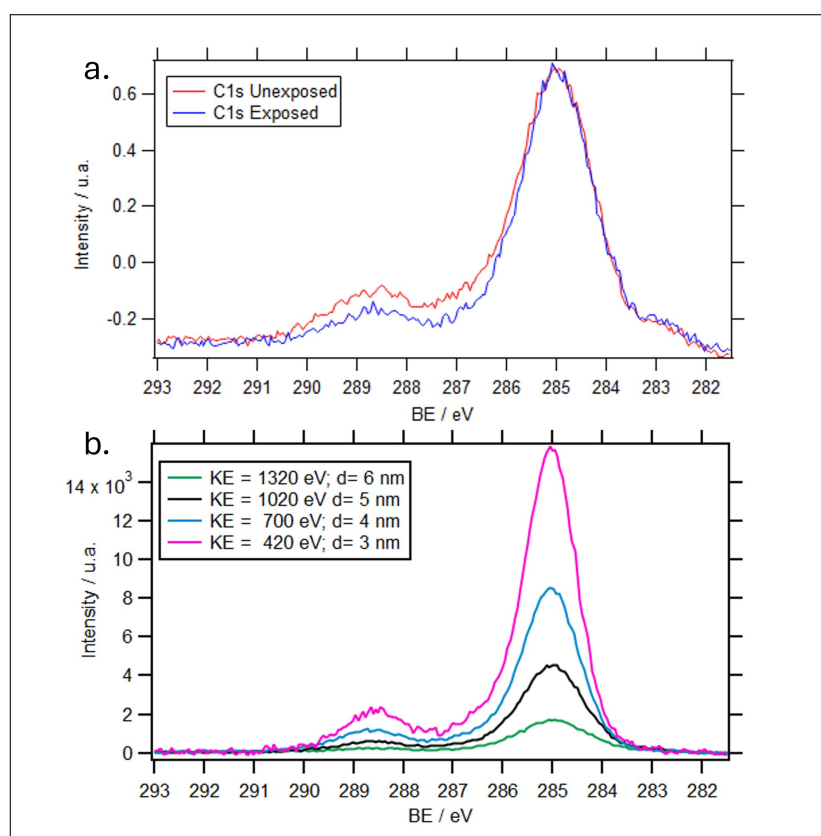 a.
C1s Unexposed
C1s Exposed
0.6
0.4
0.2
0.0
-0.2
Intensity / u.a.
293 292 291 290 289 288 287 286 285 284 283 282
BE / eV
b.
KE = 1320 eV; d= 6 nm
KE = 1020 eV d= 5 nm
KE = 700 eV; d= 4 nm
KE = 420 eV; d= 3 nm
14 x 10³
12
10
8
6
4
2
0
Intensity / u.a.
293 292 291 290 289 288 287 286 285 284 283 282
BE / eV